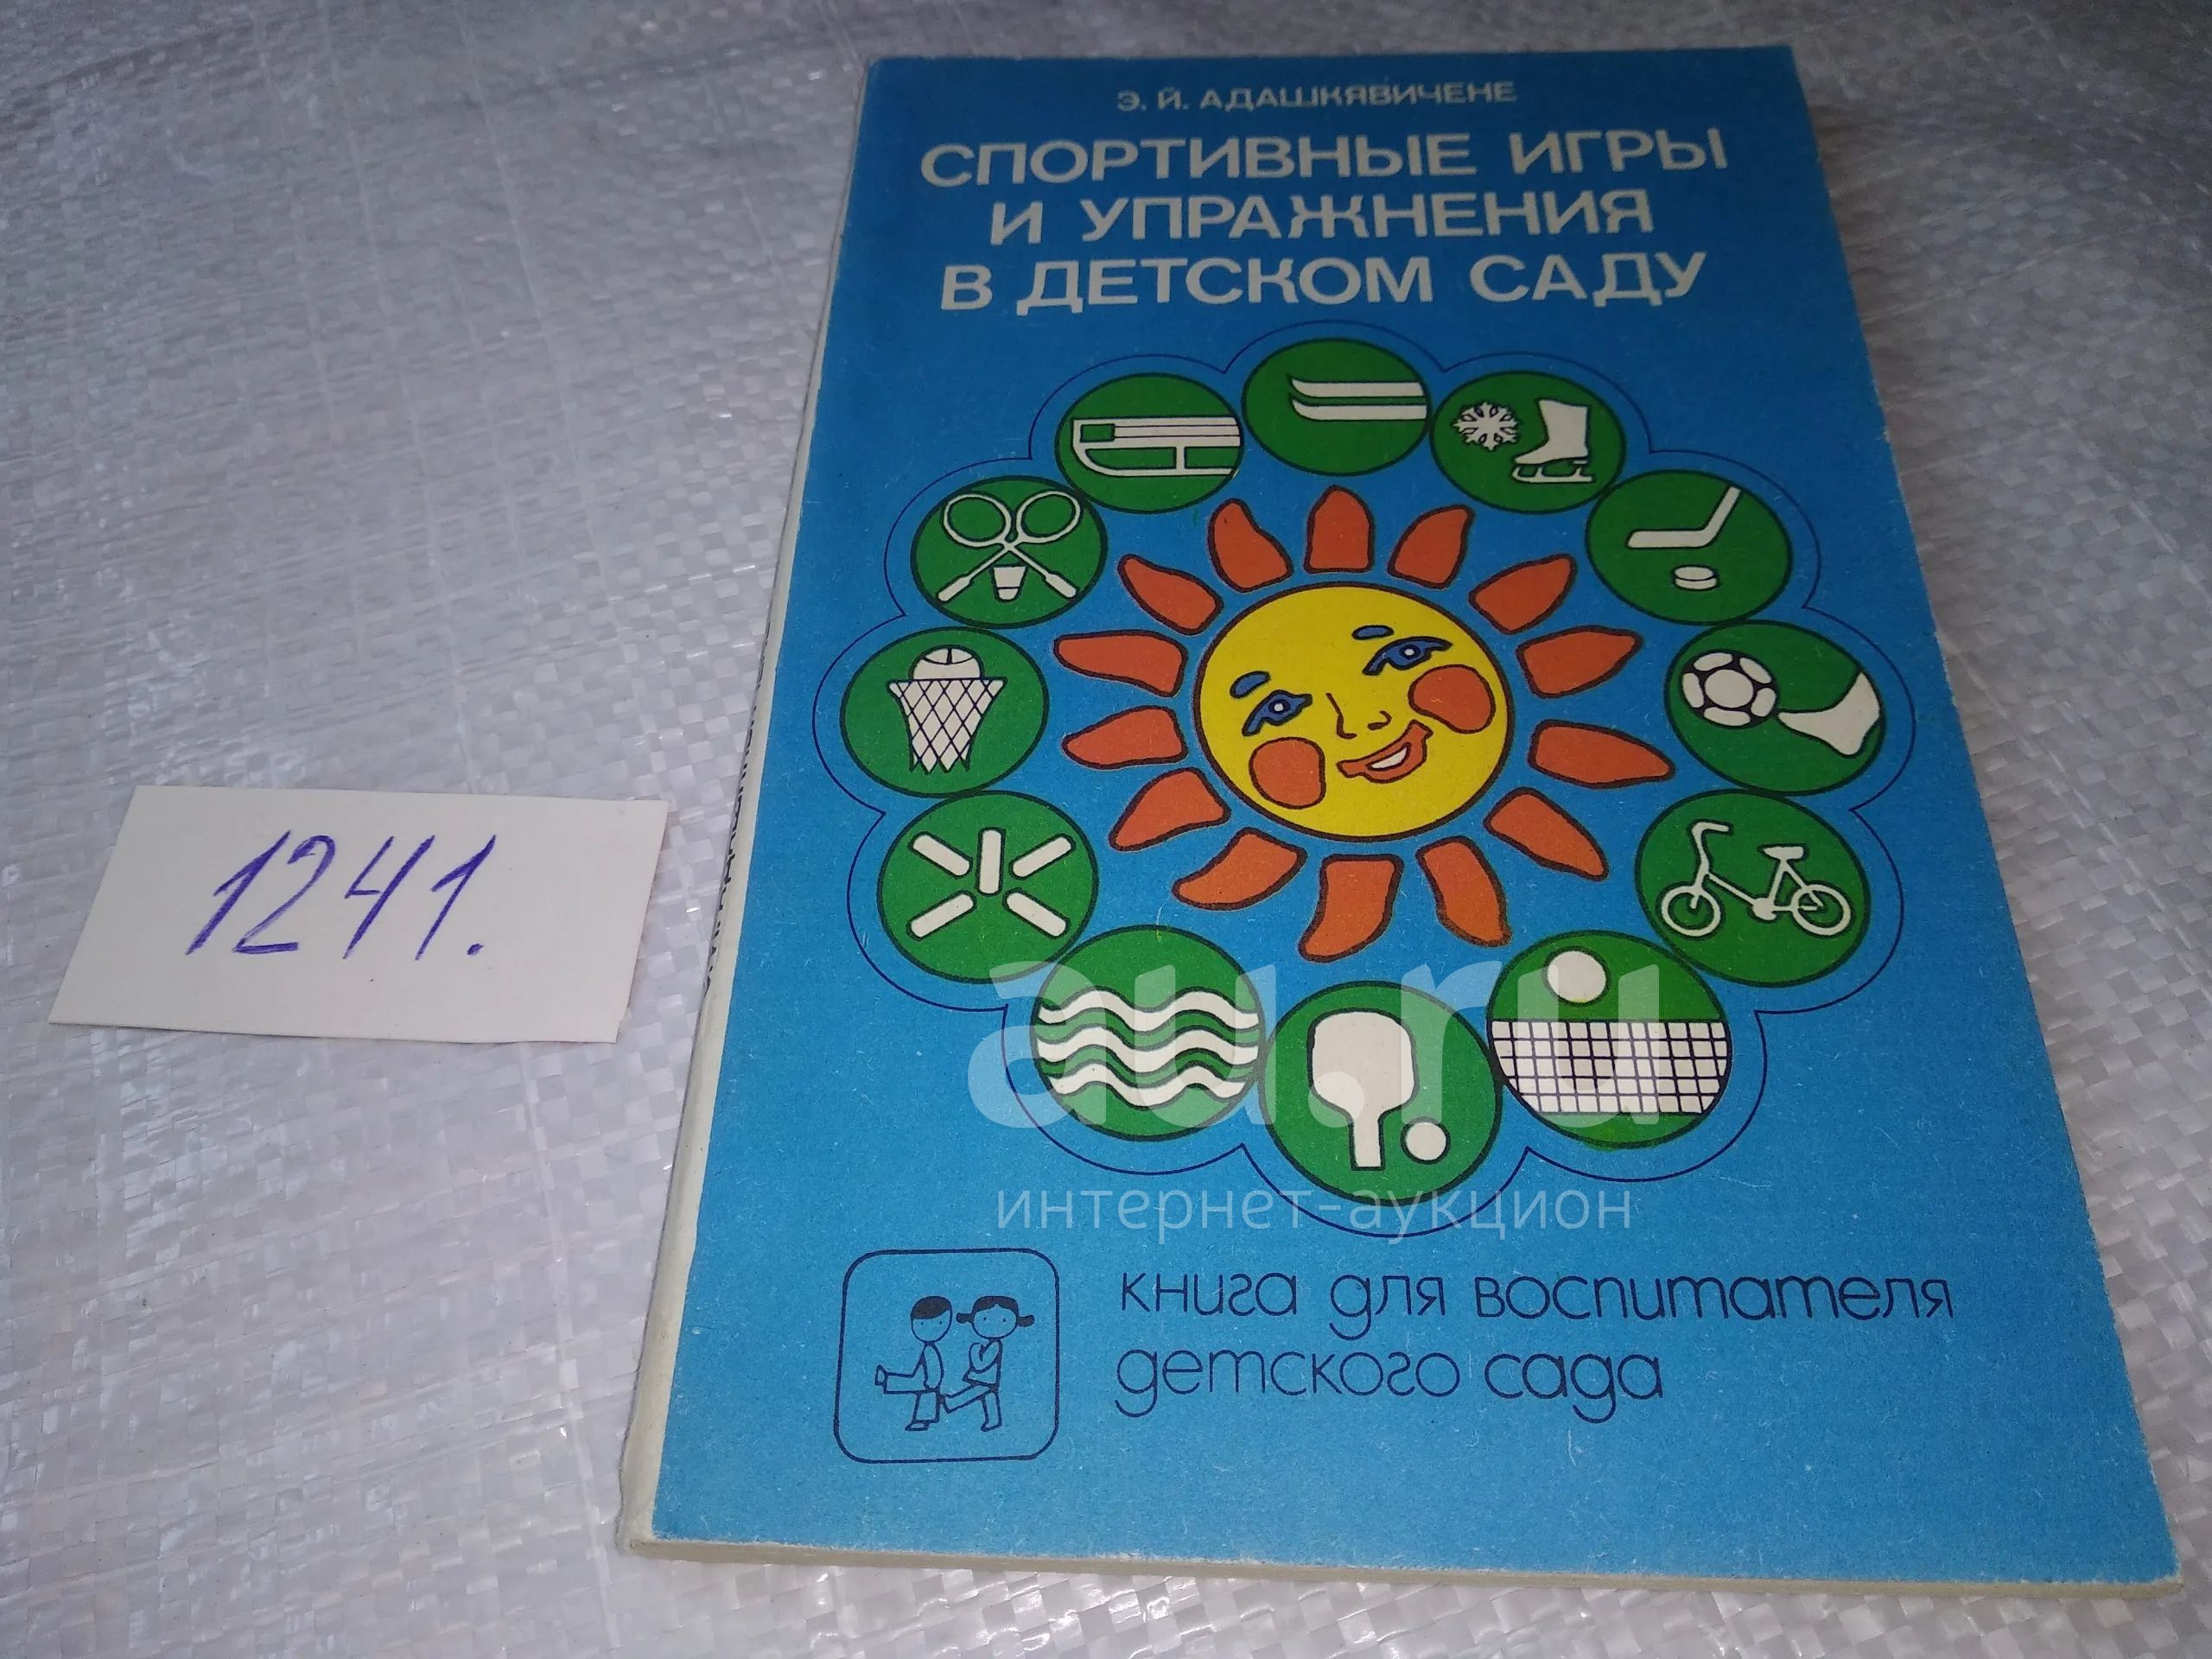 Э. Й. АДАШКЯВИЧЕНЕ
СПОРТИВНЫЕ ИГРЫ
И УПРАЖНЕНИЯ
В ДЕТСКОМ САДУ
1241.
au.ru
интернет-аукцион
книга для воспитателя
детского сада